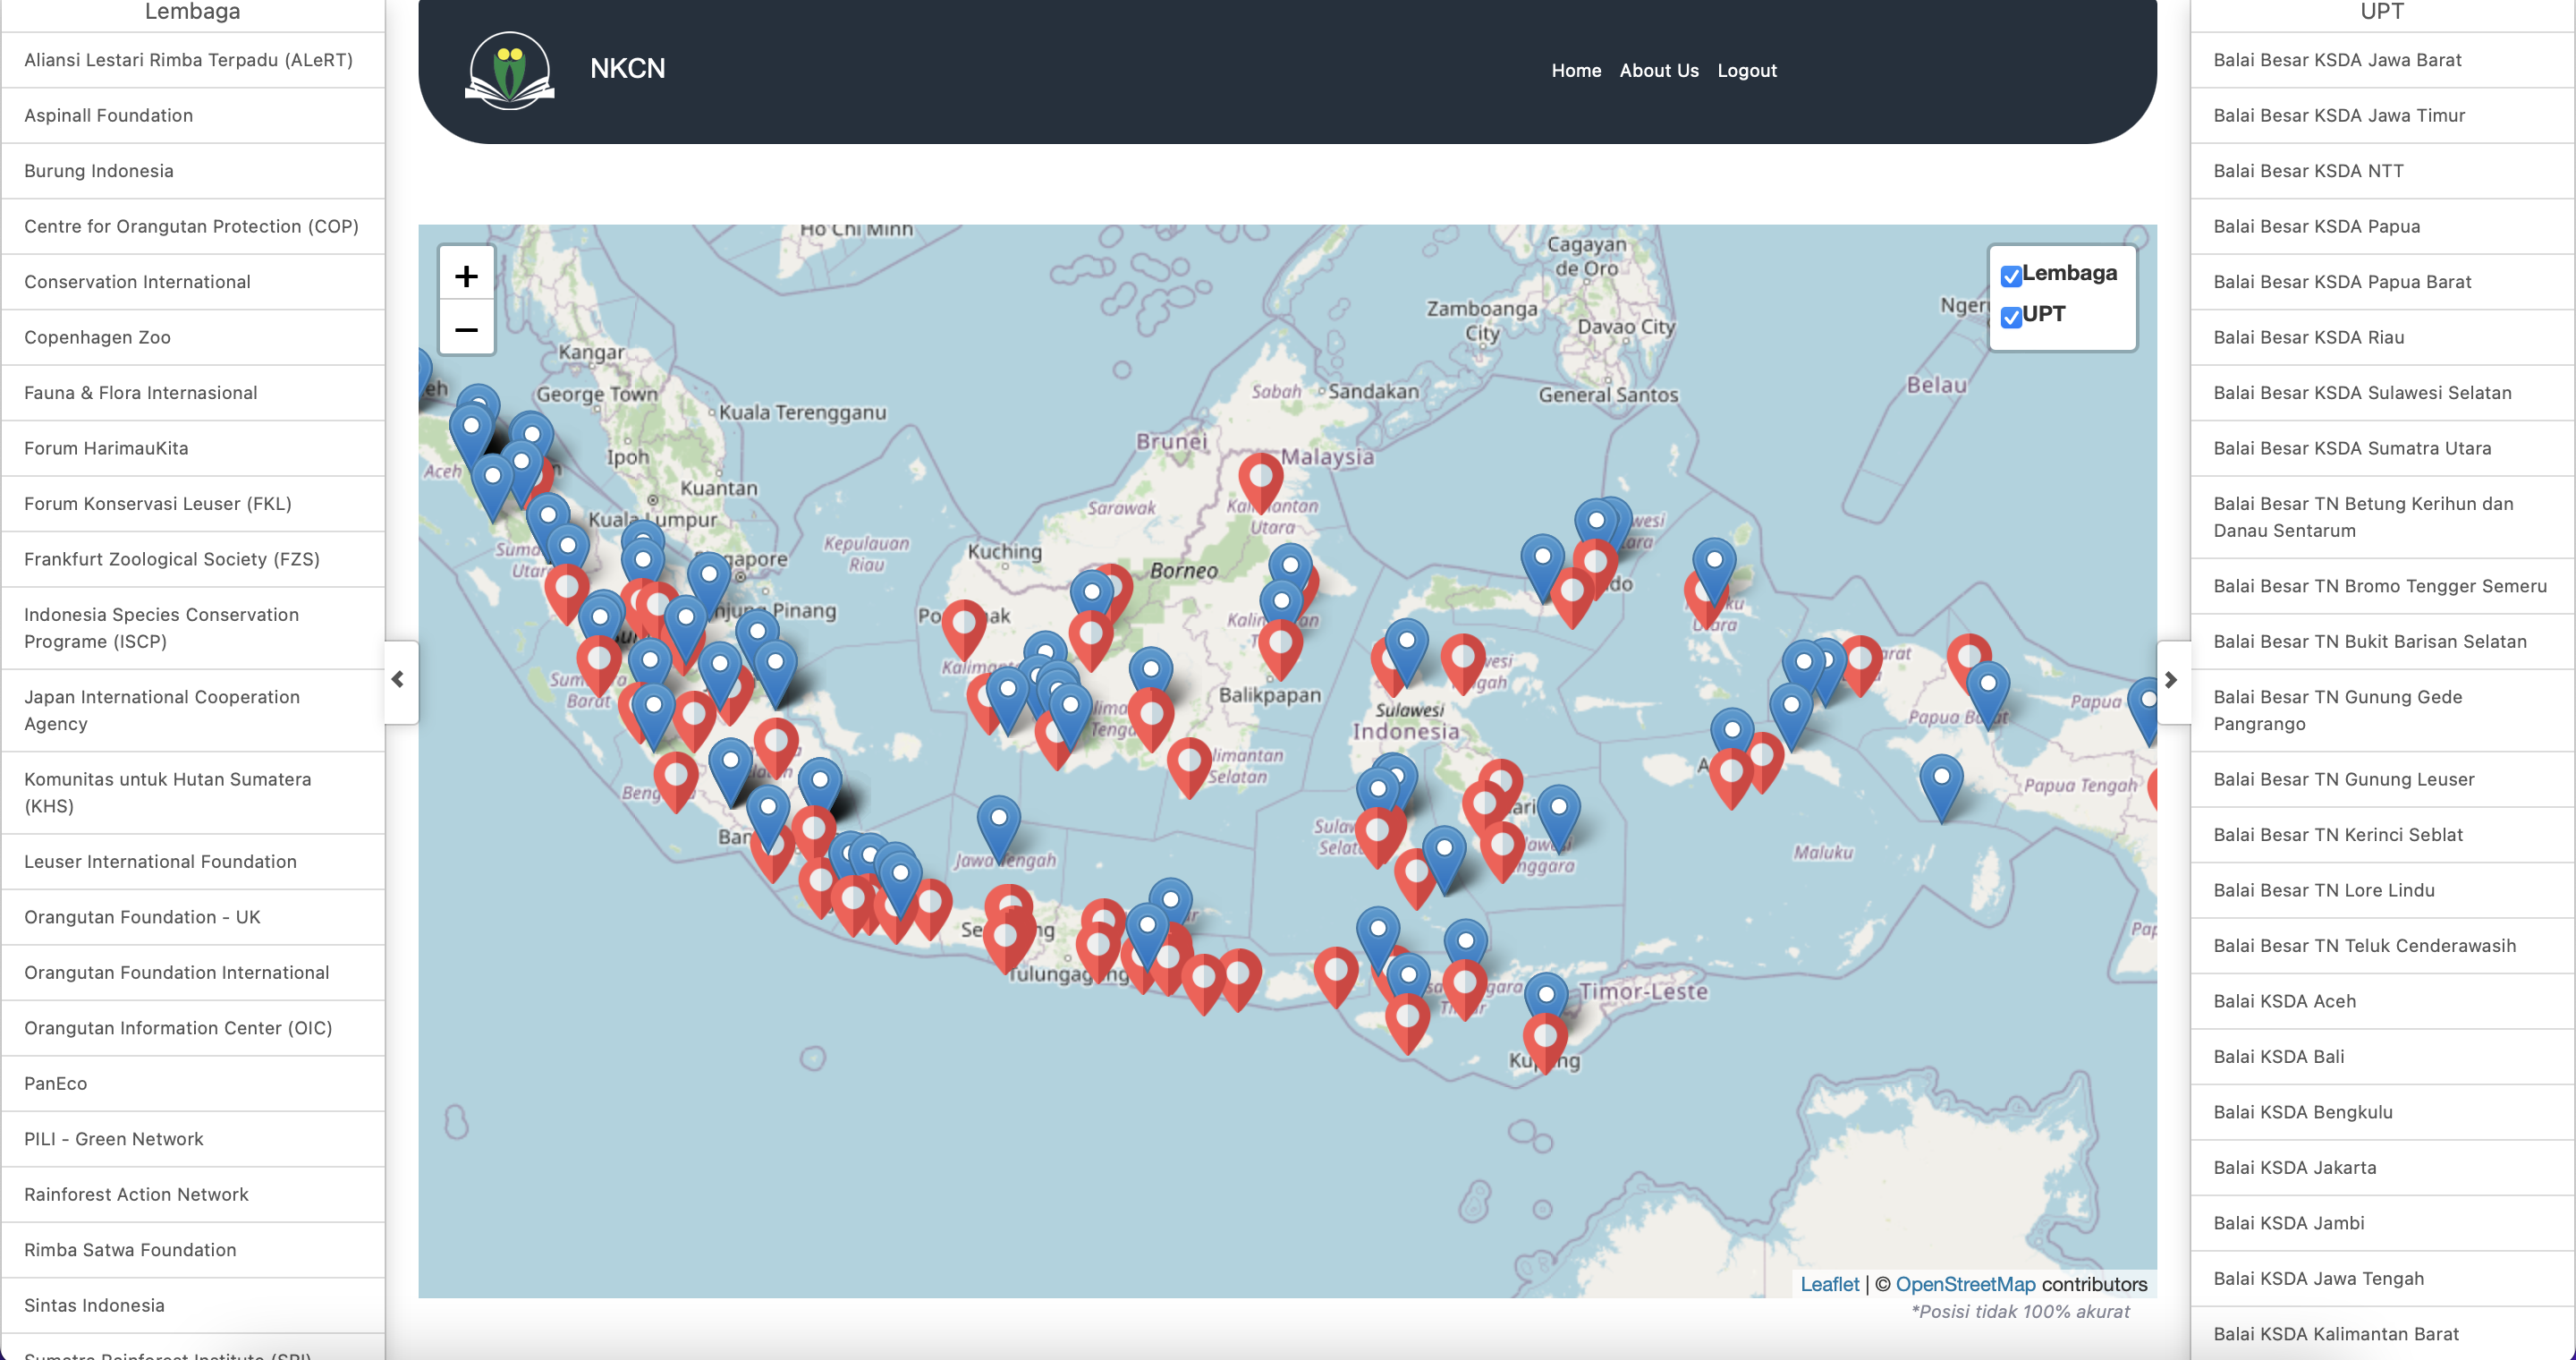 Lembaga
Aliansi Lestari Rimba Terpadu (ALeRT)
Aspinall Foundation
Burung Indonesia
Centre for Orangutan Protection (COP)
Conservation International
Copenhagen Zoo
Fauna & Flora Internasional
Forum HarimauKita
Forum Konservasi Leuser (FKL)
Frankfurt Zoological Society (FZS)
Indonesia Species Conservation
Programe (ISCP)
Japan International Cooperation
Agency
Komunitas untuk Hutan Sumatera
(KHS)
Leuser International Foundation
Orangutan Foundation - UK
Orangutan Foundation International
Orangutan Information Center (OIC)
PanEco
PILI - Green Network
Rainforest Action Network
Rimba Satwa Foundation
Sintas Indonesia
Sumatra Rainforest Institute (SRI)
NKCN
Home About Us Logout
+
−
Lembaga
UPT
Ho Chi Minh
Cagayan
de Oro
Zamboanga
City
Davao City
General Santos
Belau
Kangar
George Town
Kuala Terengganu
Sabah
Sandakan
Brunei
Malaysia
Ipoh
Aceh
Kuantan
Kuala Lumpur
Sarawak
Utara
Kepulauan
Riau
Kuching
Borneo
Balikpapan
Sulawesi
Indonesia
Barat
Selatan
Jawa Tengah
Maluku
Papua
Papua Tengah
Timor-Leste
Leaflet | © OpenStreetMap contributors
*Posisi tidak 100% akurat
UPT
Balai Besar KSDA Jawa Barat
Balai Besar KSDA Jawa Timur
Balai Besar KSDA NTT
Balai Besar KSDA Papua
Balai Besar KSDA Papua Barat
Balai Besar KSDA Riau
Balai Besar KSDA Sulawesi Selatan
Balai Besar KSDA Sumatra Utara
Balai Besar TN Betung Kerihun dan
Danau Sentarum
Balai Besar TN Bromo Tengger Semeru
Balai Besar TN Bukit Barisan Selatan
Balai Besar TN Gunung Gede
Pangrango
Balai Besar TN Gunung Leuser
Balai Besar TN Kerinci Seblat
Balai Besar TN Lore Lindu
Balai Besar TN Teluk Cenderawasih
Balai KSDA Aceh
Balai KSDA Bali
Balai KSDA Bengkulu
Balai KSDA Jakarta
Balai KSDA Jambi
Balai KSDA Jawa Tengah
Balai KSDA Kalimantan Barat